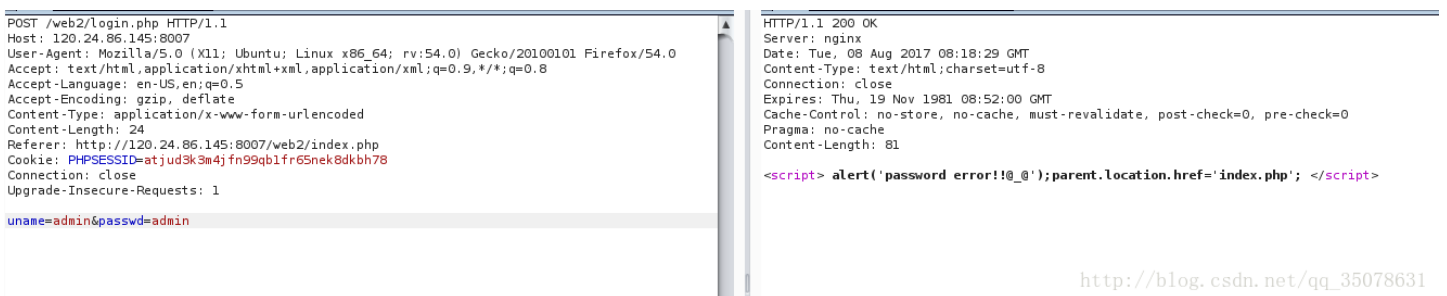 POST /web2/login.php HTTP/1.1
Host: 120.24.86.145:8007
User-Agent: Mozilla/5.0 (X11; Ubuntu; Linux x86_64; rv:54.0) Gecko/20100101 Firefox/54.0
Accept: text/html,application/xhtml+xml,application/xml;q=0.9,*/*;q=0.8
Accept-Language: en-US,en;q=0.5
Accept-Encoding: gzip, deflate
Content-Type: application/x-www-form-urlencoded
Content-Length: 24
Referer: http://120.24.86.145:8007/web2/index.php
Cookie: PHPSESSID=atjud3k3m4jfn99qb1fr65nek8dkbh78
Connection: close
Upgrade-Insecure-Requests: 1
uname=admin&passwd=admin
HTTP/1.1 200 OK
Server: nginx
Date: Tue, 08 Aug 2017 08:18:29 GMT
Content-Type: text/html;charset=utf-8
Connection: close
Expires: Thu, 19 Nov 1981 08:52:00 GMT
Cache-Control: no-store, no-cache, must-revalidate, post-check=0, pre-check=0
Pragma: no-cache
Content-Length: 81
<script> alert('password error!!@_@');parent.location.href='index.php'; </script>
http://blog.csdn.net/qq_35078631